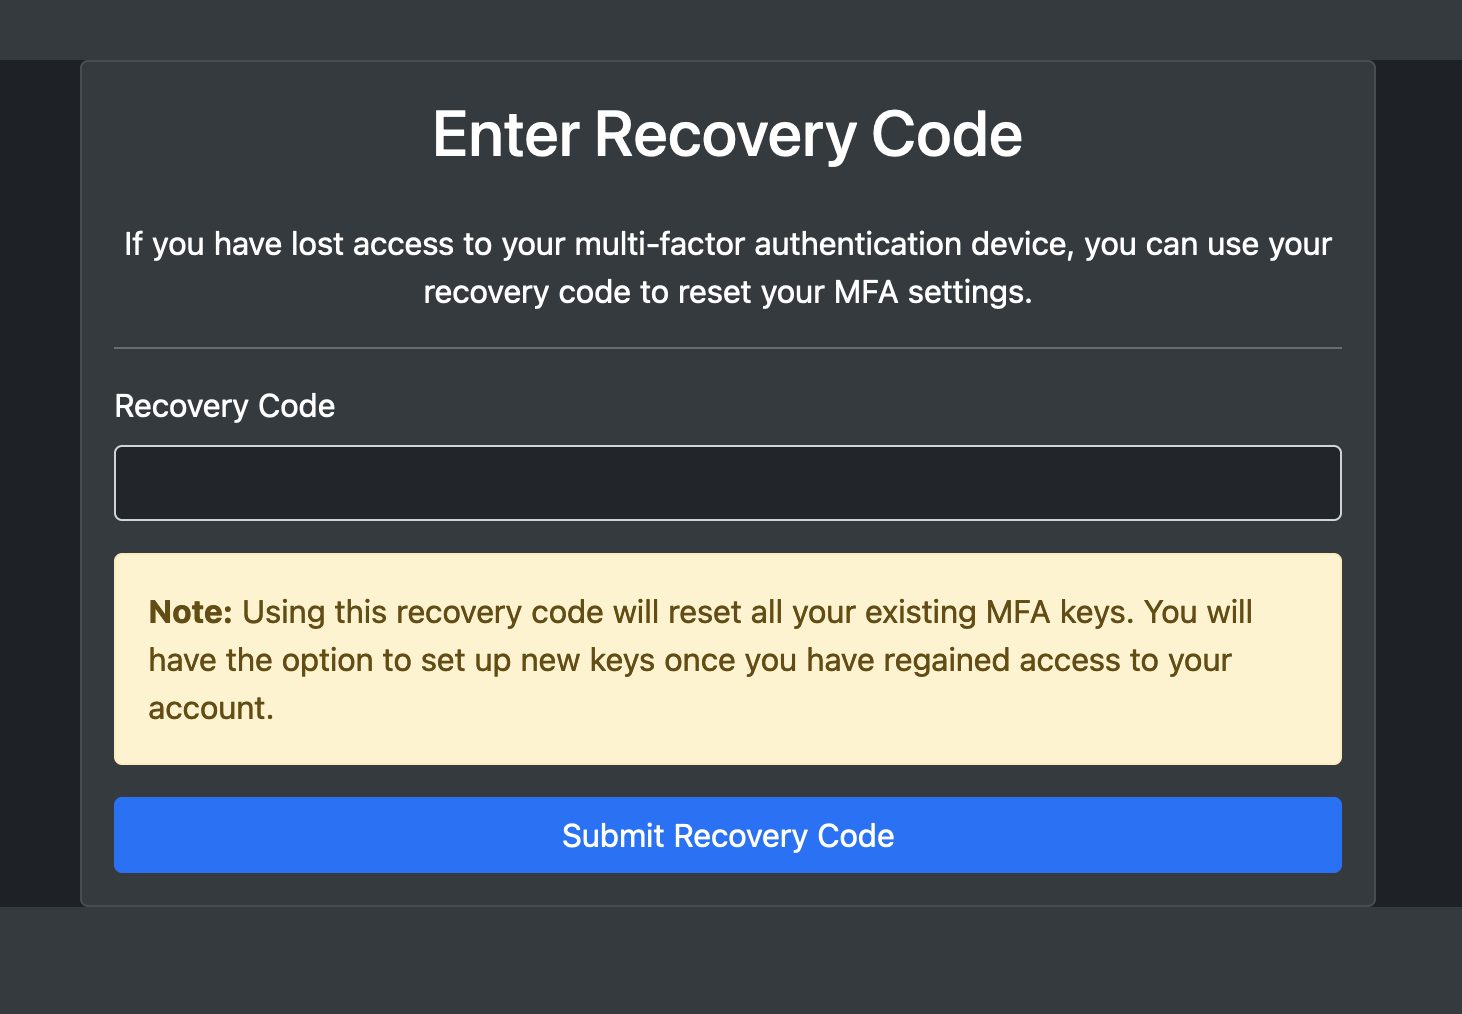 Enter Recovery Code
If you have lost access to your multi-factor authentication device, you can use your
recovery code to reset your MFA settings.
Recovery Code
Note: Using this recovery code will reset all your existing MFA keys. You will
have the option to set up new keys once you have regained access to your
account.
Submit Recovery Code